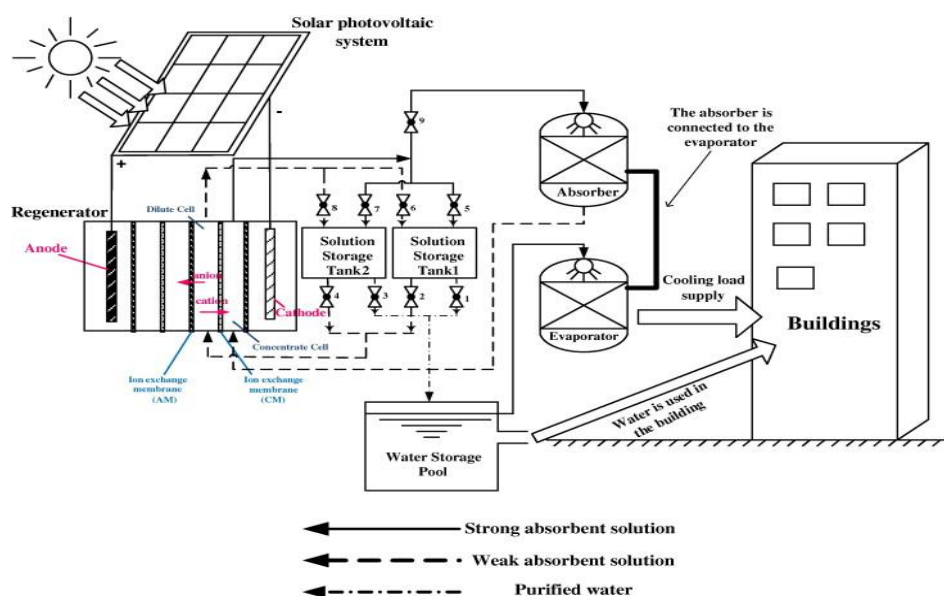 Solar photovoltaic
system
-
+
9
The absorber is
connected to the
evaporator
Absorber
Regenerator
Dilute Cell
8
7
6
5
Anode
anion
cation
Cathode
Solution
Storage
Tank2
Solution
Storage
Tank1
4
3
2
1
Concentrate Cell
Evaporator
Cooling load
supply
Buildings
Ion exchange
membrane
(AM)
Ion exchange
membrane
(CM)
Water is used in
the building
Water Storage
Pool
Strong absorbent solution
Weak absorbent solution
Purified water